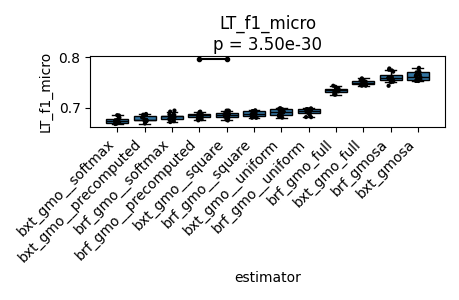 LT_f1_micro
p = 3.50e-30
LT_f1_micro
0.8
0.7
bxt_gmo__softmax
bxt_gmo__precomputed
brf_gmo__softmax
brf_gmo__precomputed
bxt_gmo__square
brf_gmo__square
bxt_gmo__uniform
brf_gmo__uniform
brf_gmo_full
bxt_gmo_full
brf_gmosa
bxt_gmosa
estimator